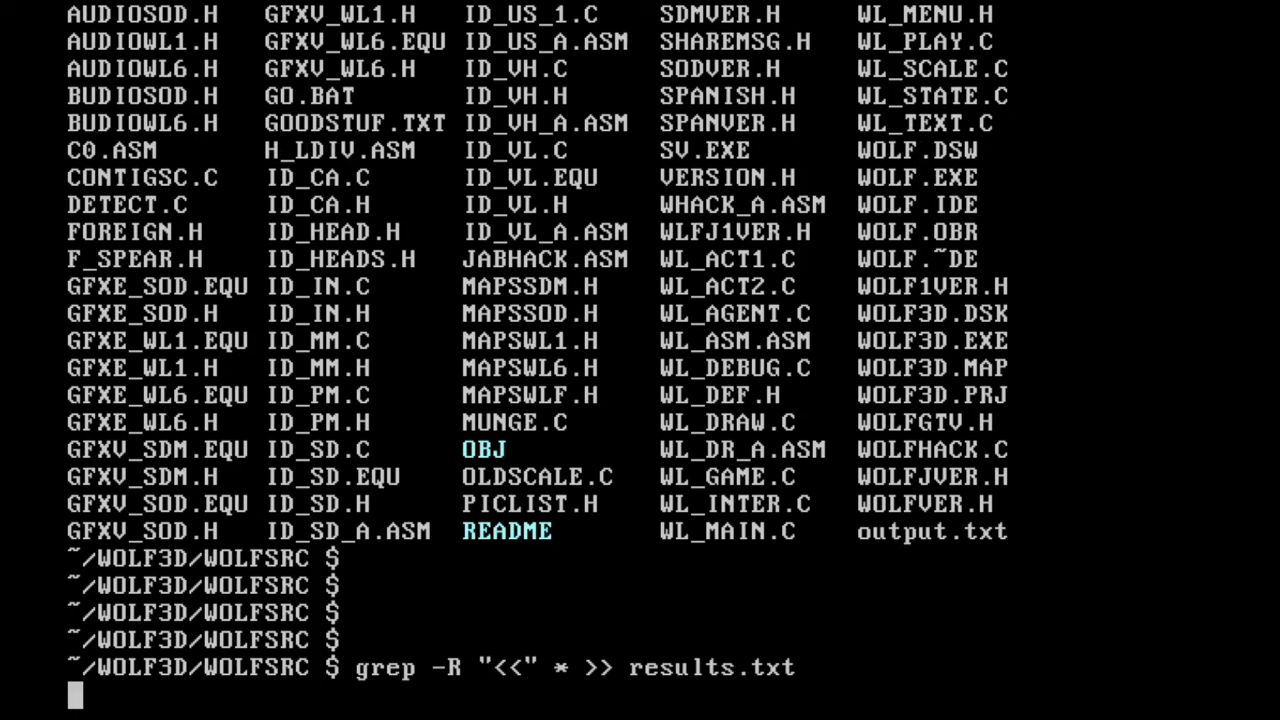 AUDIOSOD.H GFXV_WL1.H ID_US_1.C SDMVER.H WL_MENU.H
AUDIOWL1.H GFXV_WL6.EQU ID_US_A.ASM SHAREMSG.H WL_PLAY.C
AUDIOWL6.H GFXV_WL6.H ID_VH.C SODVER.H WL_SCALE.C
BUDIOSOD.H GO.BAT ID_VH.H SPANISH.H WL_STATE.C
BUDIOWL6.H GOODSTUF.TXT ID_VH_A.ASM SPANVER.H WL_TEXT.C
C0.ASM H_LDIV.ASM ID_VL.C SV.EXE WOLF.DSW
CONTIGSC.C ID_CA.C ID_VL.EQU VERSION.H WOLF.EXE
DETECT.C ID_CA.H ID_VL.H WHACK_A.ASM WOLF.IDE
FOREIGN.H ID_HEAD.H ID_VL_A.ASM WLFJ1VER.H WOLF.OBR
F_SPEAR.H ID_HEADS.H JABHACK.ASM WL_ACT1.C WOLF.~DE
GFXE_SOD.EQU ID_IN.C MAPSSDM.H WL_ACT2.C WOLF1VER.H
GFXE_SOD.H ID_IN.H MAPSSOD.H WL_AGENT.C WOLF3D.DSK
GFXE_WL1.EQU ID_MM.C MAPSWL1.H WL_ASM.ASM WOLF3D.EXE
GFXE_WL1.H ID_MM.H MAPSWL6.H WL_DEBUG.C WOLF3D.MAP
GFXE_WL6.EQU ID_PM.C MAPSWLF.H WL_DEF.H WOLF3D.PRJ
GFXE_WL6.H ID_PM.H MUNGE.C WL_DRAW.C WOLFGTV.H
GFXV_SDM.EQU ID_SD.C OBJ WL_DR_A.ASM WOLFHACK.C
GFXV_SDM.H ID_SD.EQU OLDSCALE.C WL_GAME.C WOLFJVER.H
GFXV_SOD.EQU ID_SD.H PICLIST.H WL_INTER.C WOLFVER.H
GFXV_SOD.H ID_SD_A.ASM README WL_MAIN.C output.txt
~/WOLF3D/WOLFSRC $
~/WOLF3D/WOLFSRC $
~/WOLF3D/WOLFSRC $
~/WOLF3D/WOLFSRC $
~/WOLF3D/WOLFSRC $ grep -R "<<" * >> results.txt